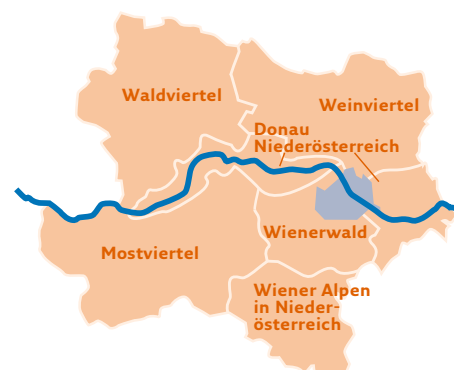 Waldviertel
Weinviertel
Donau
Niederösterreich
Wienerwald
Mostviertel
Wiener Alpen
in Nieder-
österreich